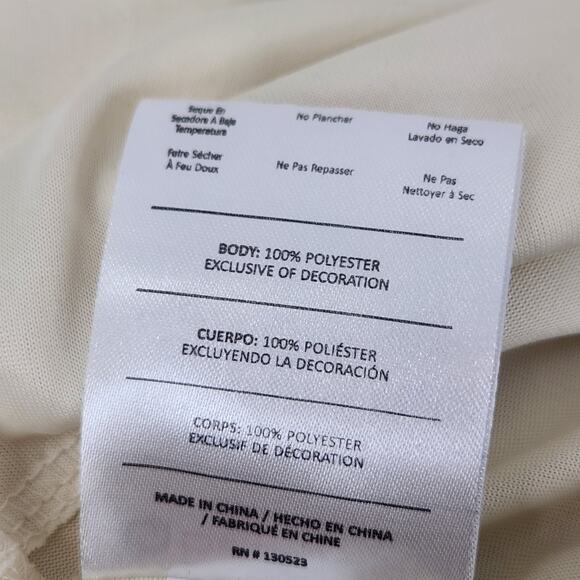 Seque En
Secadora A Baja
Temperatura
No Planchar
No Haga
Lavado en Seco
Faire Sécher
À Feu Doux
Ne Pas Repasser
Ne Pas
Nettoyer à Sec
BODY: 100% POLYESTER
EXCLUSIVE OF DECORATION
CUERPO: 100% POLIÉSTER
EXCLUYENDO LA DECORACIÓN
CORPS: 100% POLYESTER
EXCLUSIF DE DÉCORATION
MADE IN CHINA / HECHO EN CHINA
/ FABRIQUÉ EN CHINE
RN # 130523